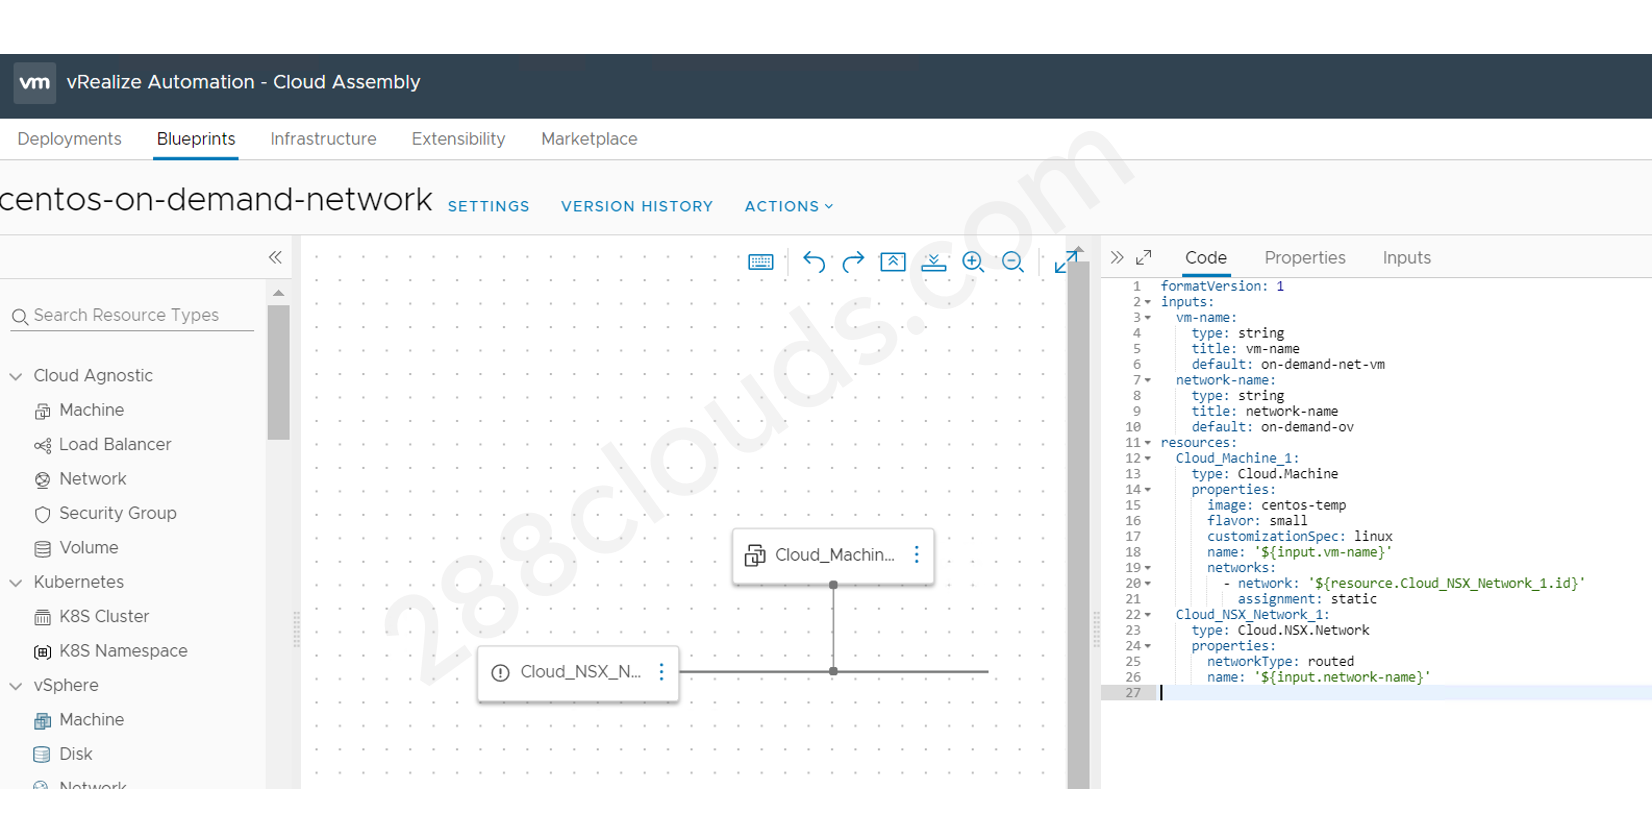 vm vRealize Automation - Cloud Assembly
Deployments Blueprints Infrastructure Extensibility Marketplace
centos-on-demand-network SETTINGS VERSION HISTORY ACTIONS
Search Resource Types
Cloud Agnostic
Machine
Load Balancer
Network
Security Group
Volume
Kubernetes
K8S Cluster
K8S Namespace
vSphere
Machine
Disk
Network
Cloud_Machin...
Cloud_NSX_N...
288clouds.com
Code Properties Inputs
1 formatVersion: 1
2 inputs:
3 vm-name:
4 type: string
5 title: vm-name
6 default: on-demand-net-vm
7 network-name:
8 type: string
9 title: network-name
10 default: on-demand-ov
11 resources:
12 Cloud_Machine_1:
13 type: Cloud.Machine
14 properties:
15 image: centos-temp
16 flavor: small
17 customizationSpec: linux
18 name: '${input.vm-name}'
19 networks:
20 - network: '${resource.Cloud_NSX_Network_1.id}'
21 assignment: static
22 Cloud_NSX_Network_1:
23 type: Cloud.NSX.Network
24 properties:
25 networkType: routed
26 name: '${input.network-name}'
27